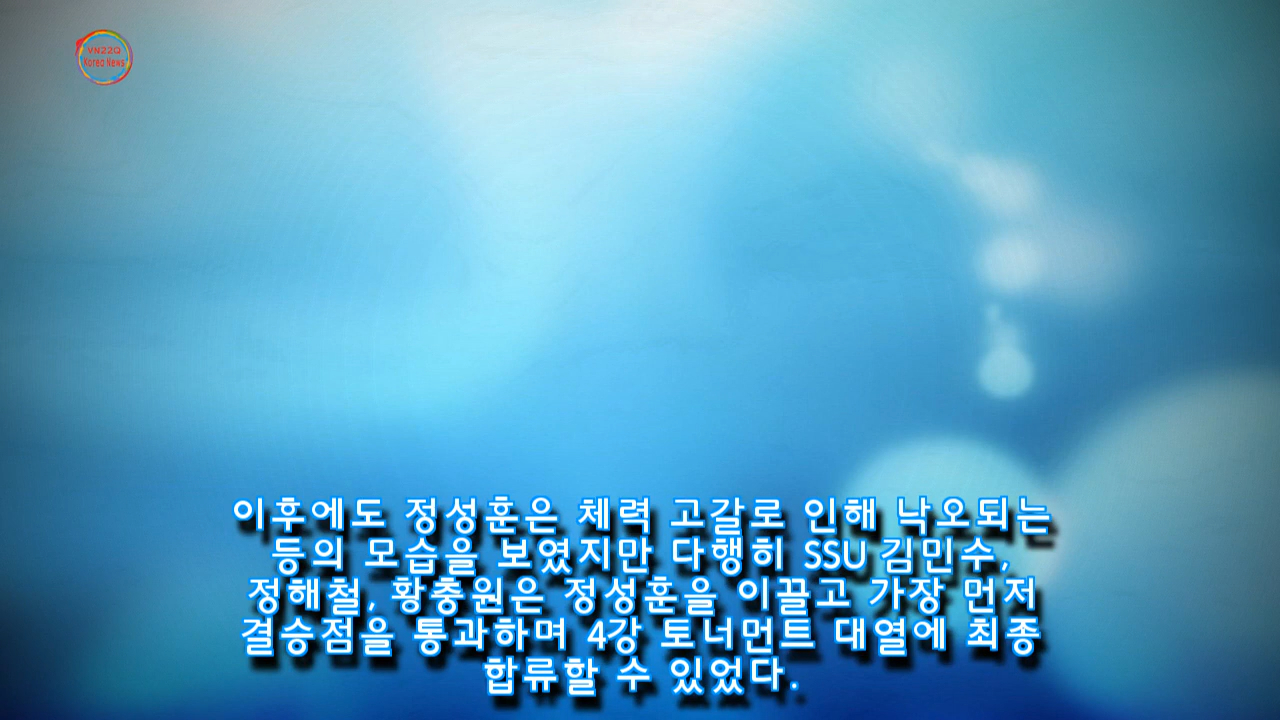 VN22Q
Korea News
이후에도 정성훈은 체력 고갈로 인해 낙오되는
등의 모습을 보였지만 다행히 SSU 김민수,
정해철, 황충원은 정성훈을 이끌고 가장 먼저
결승점을 통과하며 4강 토너먼트 대열에 최종
합류할 수 있었다.